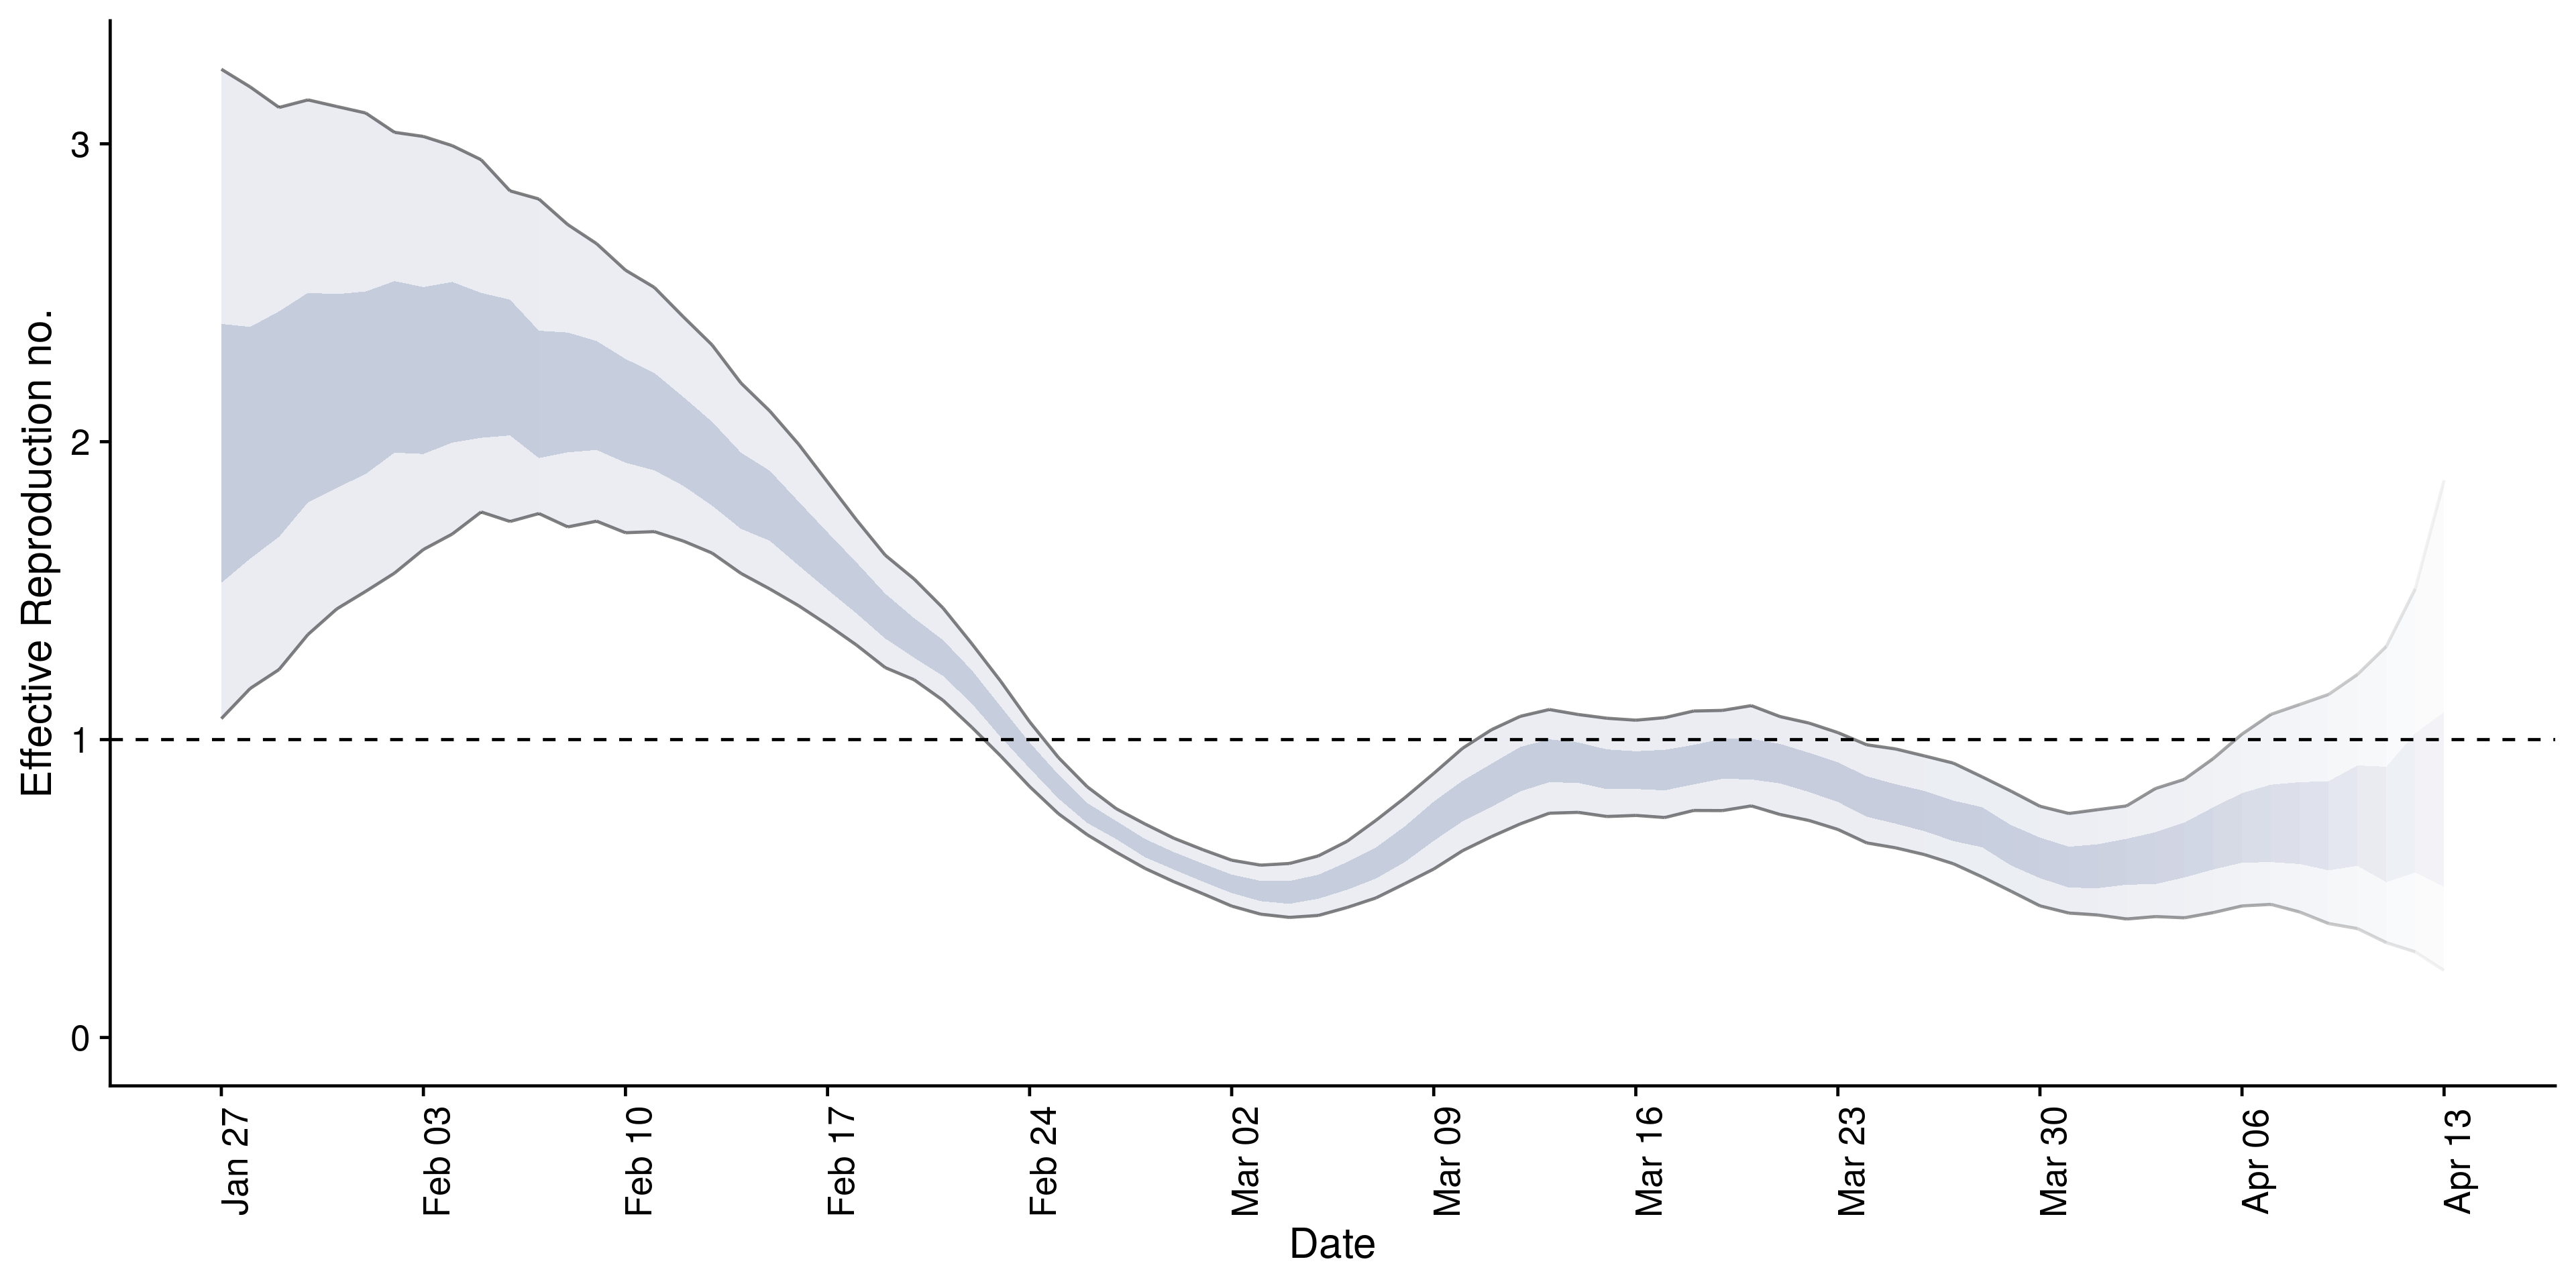 Effective Reproduction no.
3
2
1
0
Jan 27
Feb 03
Feb 10
Feb 17
Feb 24
Mar 02
Mar 09
Mar 16
Mar 23
Mar 30
Apr 06
Apr 13
Date